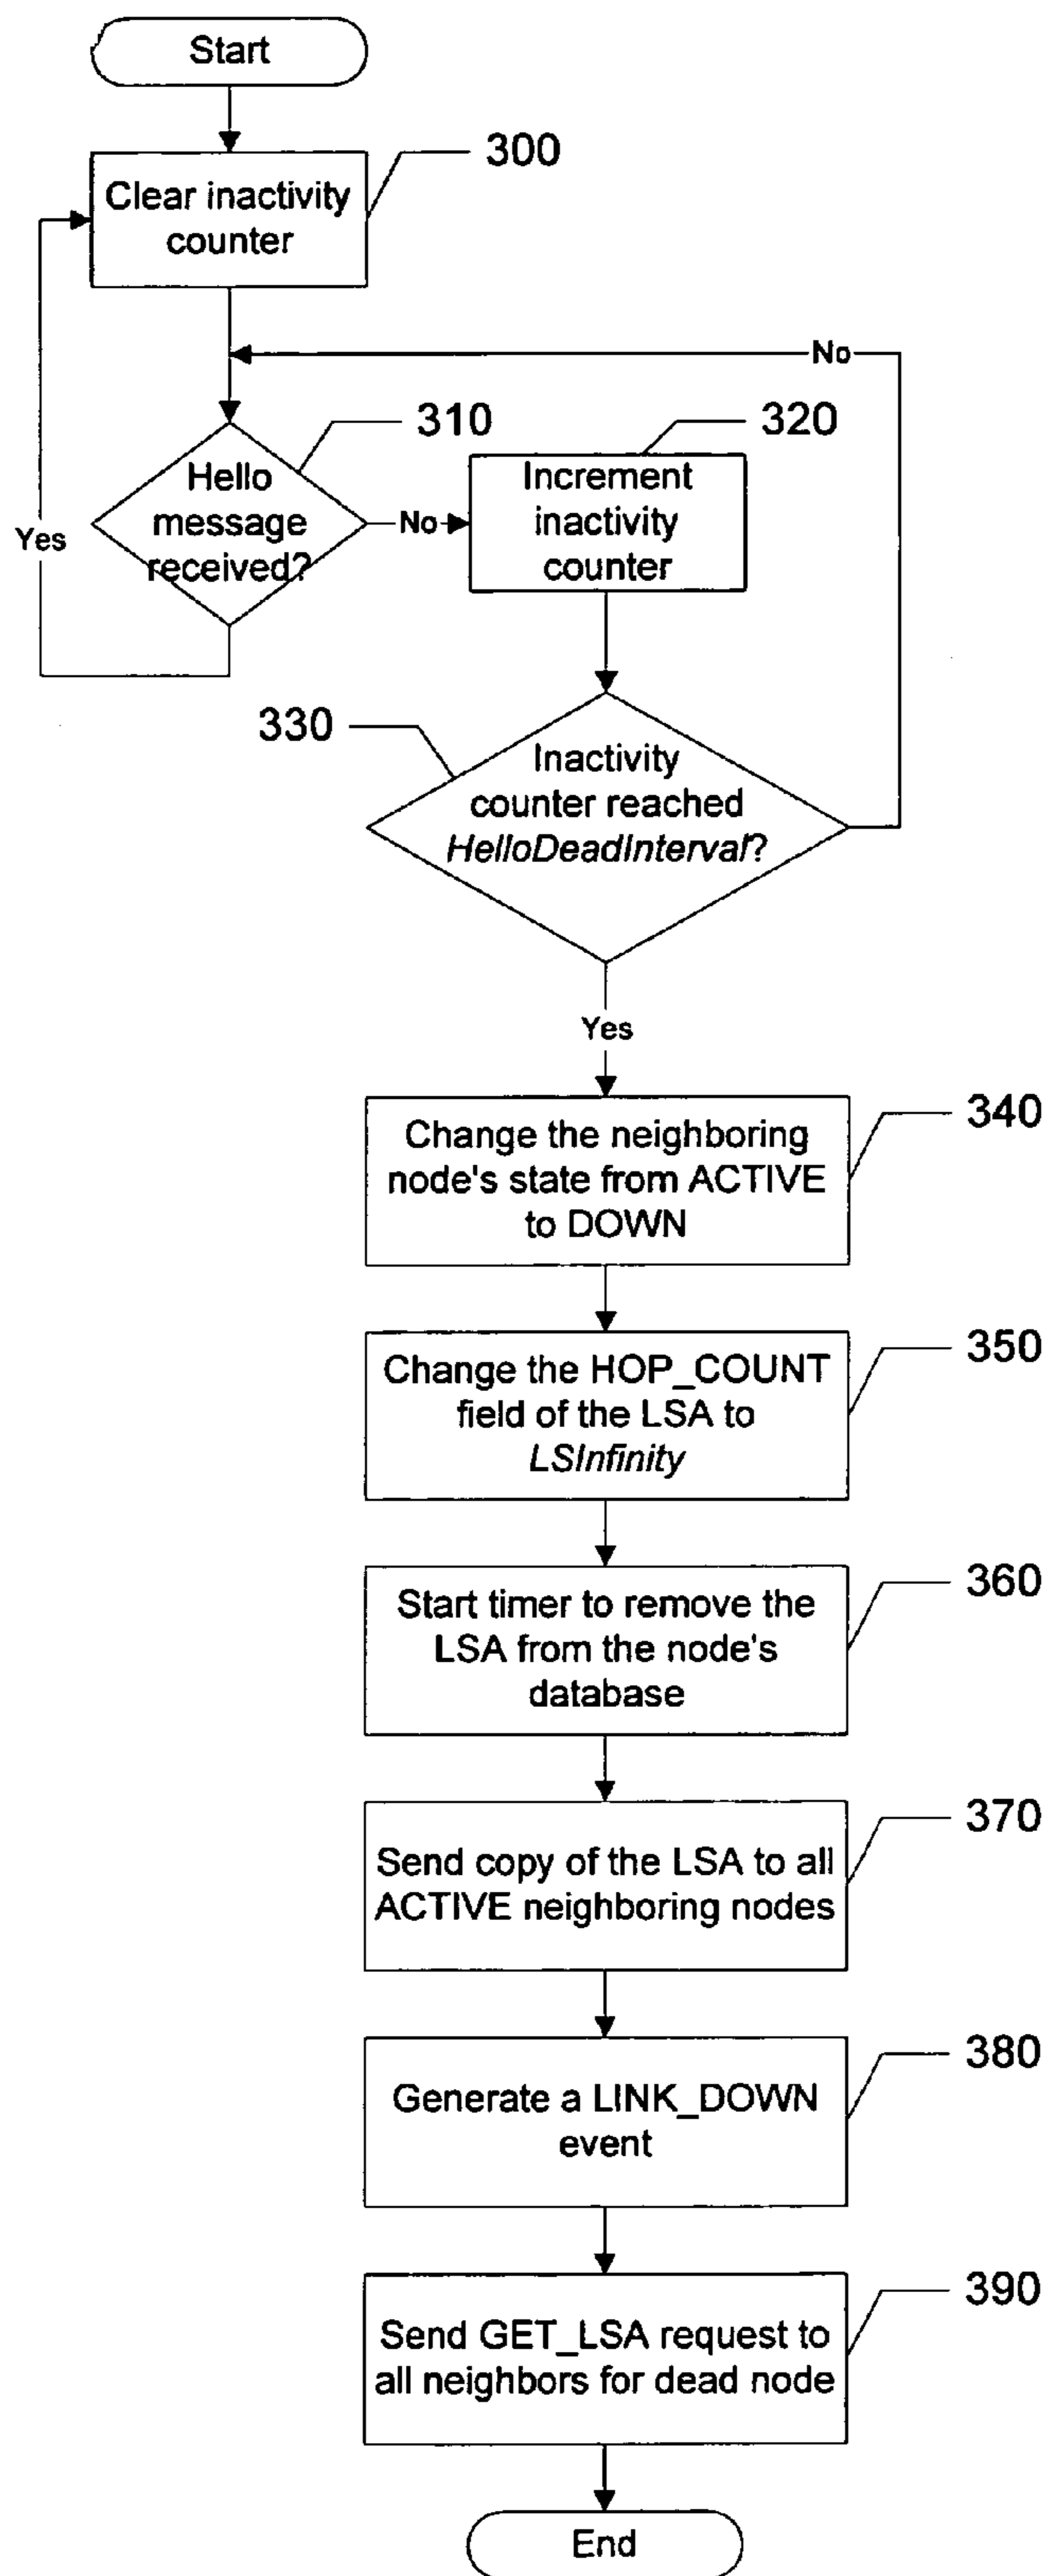 Start
300
Clear inactivity
counter
No
310
320
Hello
message
received?
No
Increment
inactivity
counter
Yes
330
Inactivity
counter reached
HelloDeadInterval?
Yes
340
Change the neighboring
node's state from ACTIVE
to DOWN
350
Change the HOP_COUNT
field of the LSA to
LSInfinity
360
Start timer to remove the
LSA from the node's
database
370
Send copy of the LSA to all
ACTIVE neighboring nodes
380
Generate a LINK_DOWN
event
390
Send GET_LSA request to
all neighbors for dead node
End